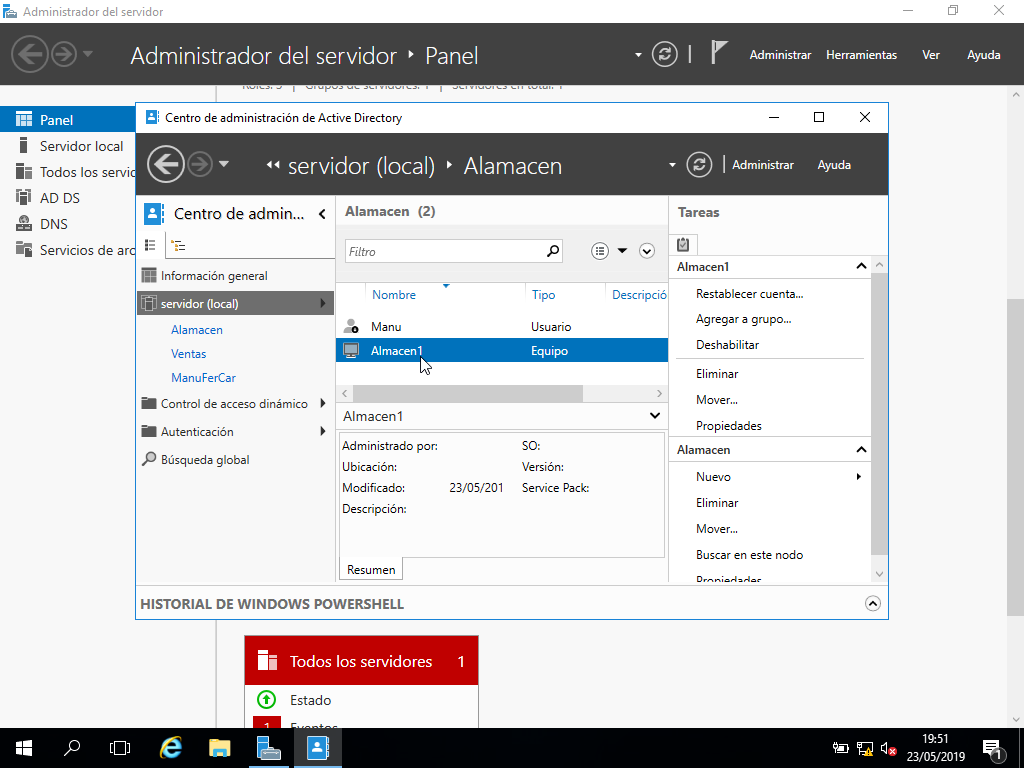 Administrador del servidor
Administrador del servidor Panel
Administrar Herramientas Ver Ayuda
Roles: 3 | Grupos de servidores: 1 | Servidores en total: 1
Panel
Servidor local
Todos los servic
AD DS
DNS
Servicios de arc
Centro de administración de Active Directory
servidor (local) Alamacen
Administrar Ayuda
Centro de admin...
Información general
servidor (local)
Alamacen
Ventas
ManuFerCar
Control de acceso dinámico
Autenticación
Búsqueda global
Alamacen (2)
Filtro
Nombre Tipo Descripció
Manu Usuario
Almacen1 Equipo
Almacen1
Administrado por: SO:
Ubicación: Versión:
Modificado: 23/05/201 Service Pack:
Descripción:
Resumen
Tareas
Almacen1
Restablecer cuenta...
Agregar a grupo...
Deshabilitar
Eliminar
Mover...
Propiedades
Alamacen
Nuevo
Eliminar
Mover...
Buscar en este nodo
Propiedades
HISTORIAL DE WINDOWS POWERSHELL
Todos los servidores 1
Estado
1 Eventos
19:51
23/05/2019
1